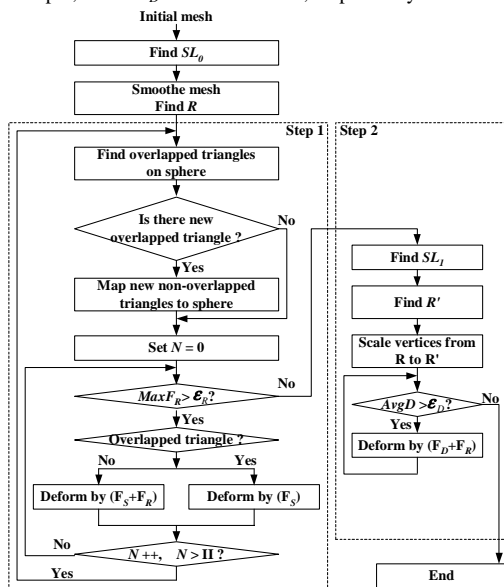 Initial mesh
Find SL0
Smoothe mesh
Find R
Step 1
Step 2
Find overlapped triangles
on sphere
Is there new
overlapped triangle ?
No
Yes
Map new non-overlapped
triangles to sphere
Set N = 0
MaxFR > εR?
No
Yes
Overlapped triangle ?
No
Yes
Deform by (FS+FR)
Deform by (FS)
N ++, N > II ?
No
Yes
Find SL1
Find R'
Scale vertices from
R to R'
AvgD > εD?
No
Yes
Deform by (FD+FR)
End